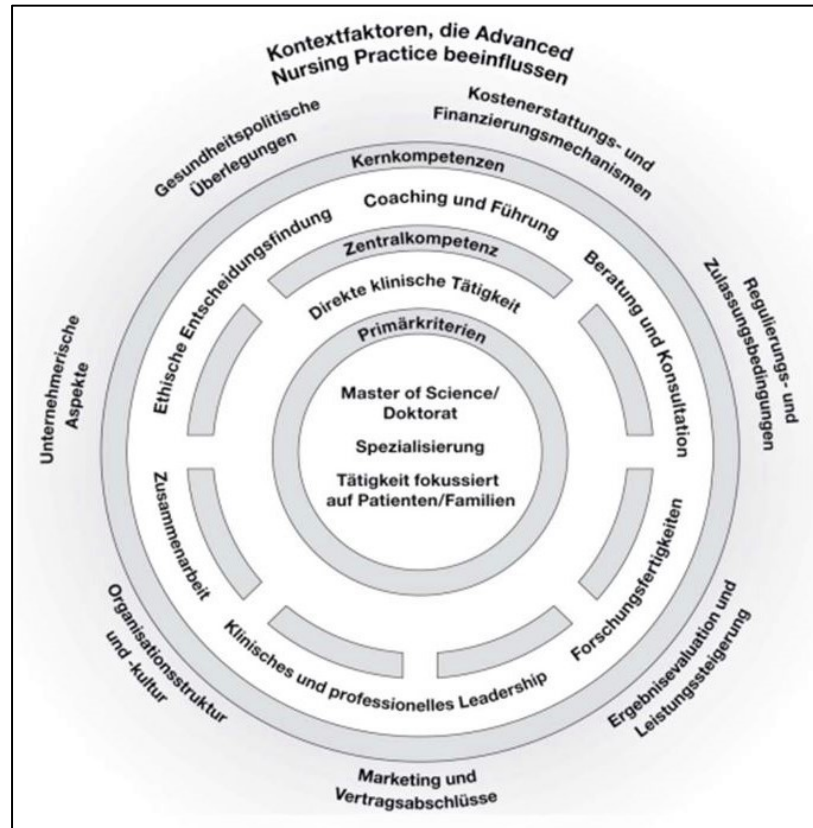 Kontextfaktoren, die Advanced
Nursing Practice beeinflussen
Gesundheitspolitische
Überlegungen
Kostenerstattungs- und
Finanzierungsmechanismen
Kernkompetenzen
Coaching und Führung
Ethische Entscheidungsfindung
Zentralkompetenz
Beratung und Konsultation
Direkte klinische Tätigkeit
Regulierungs- und
Zulassungsbedingungen
Primärkriterien
Unternehmerische
Aspekte
Master of Science/
Doktorat
Spezialisierung
Tätigkeit fokussiert
auf Patienten/Familien
Zusammenarbeit
Forschungsfertigkeiten
Klinisches und professionelles Leadership
Organisationsstruktur
und -kultur
Ergebnisevaluation und
Leistungssteigerung
Marketing und
Vertragsabschlüsse